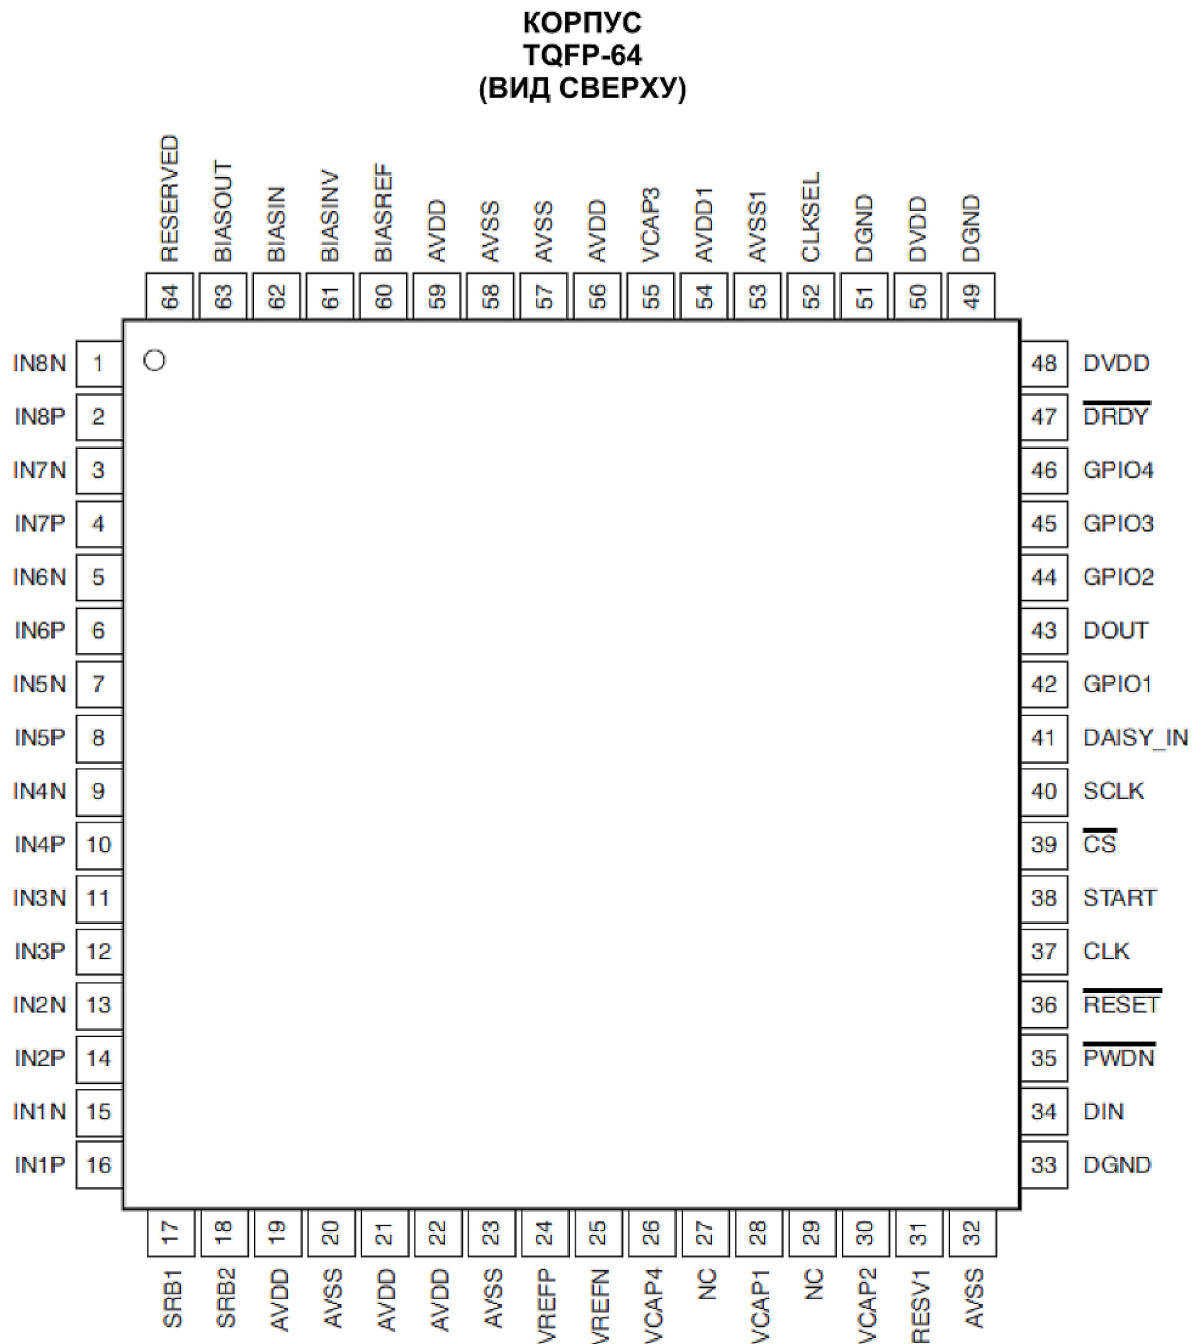 КОРПУС
TQFP-64
(ВИД СВЕРХУ)
RESERVED BIASOUT BIASIN BIASINV BIASREF AVDD AVSS AVSS AVDD VCAP3 AVDD1 AVSS1 CLKSEL DGND DVDD DGND
64 63 62 61 60 59 58 57 56 55 54 53 52 51 50 49
IN8N 1 48 DVDD
IN8P 2 47 DRDY
IN7N 3 46 GPIO4
IN7P 4 45 GPIO3
IN6N 5 44 GPIO2
IN6P 6 43 DOUT
IN5N 7 42 GPIO1
IN5P 8 41 DAISY_IN
IN4N 9 40 SCLK
IN4P 10 39 CS
IN3N 11 38 START
IN3P 12 37 CLK
IN2N 13 36 RESET
IN2P 14 35 PWDN
IN1N 15 34 DIN
IN1P 16 33 DGND
17 18 19 20 21 22 23 24 25 26 27 28 29 30 31 32
SRB1 SRB2 AVDD AVSS AVDD AVDD AVSS VREFP VREFN VCAP4 NC VCAP1 NC VCAP2 RESV1 AVSS